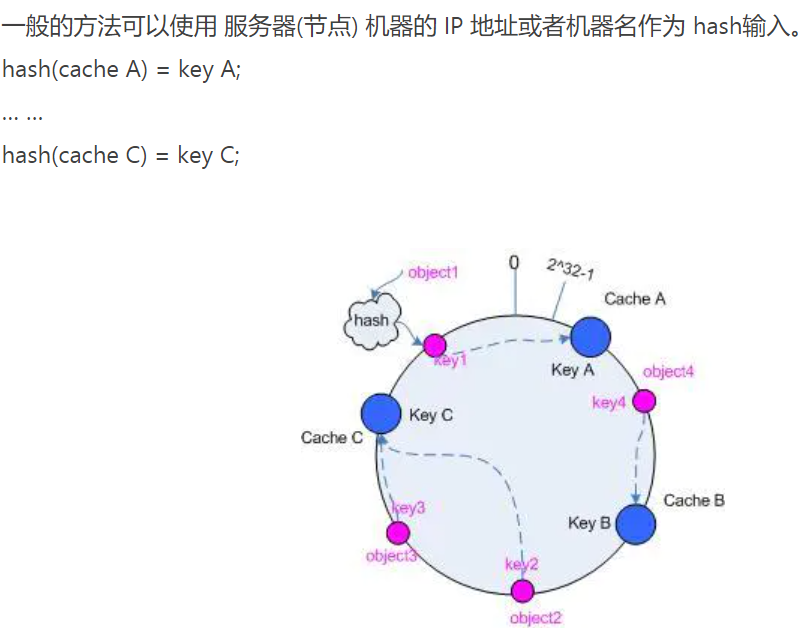 一般的方法可以使用 服务器(节点) 机器的 IP 地址或者机器名作为 hash输入。
hash(cache A) = key A;
... ...
hash(cache C) = key C;
0
2^32-1
object1
Cache A
hash
key1
Key A
object4
key4
Key C
Cache C
Cache B
key3
Key B
object3
key2
object2